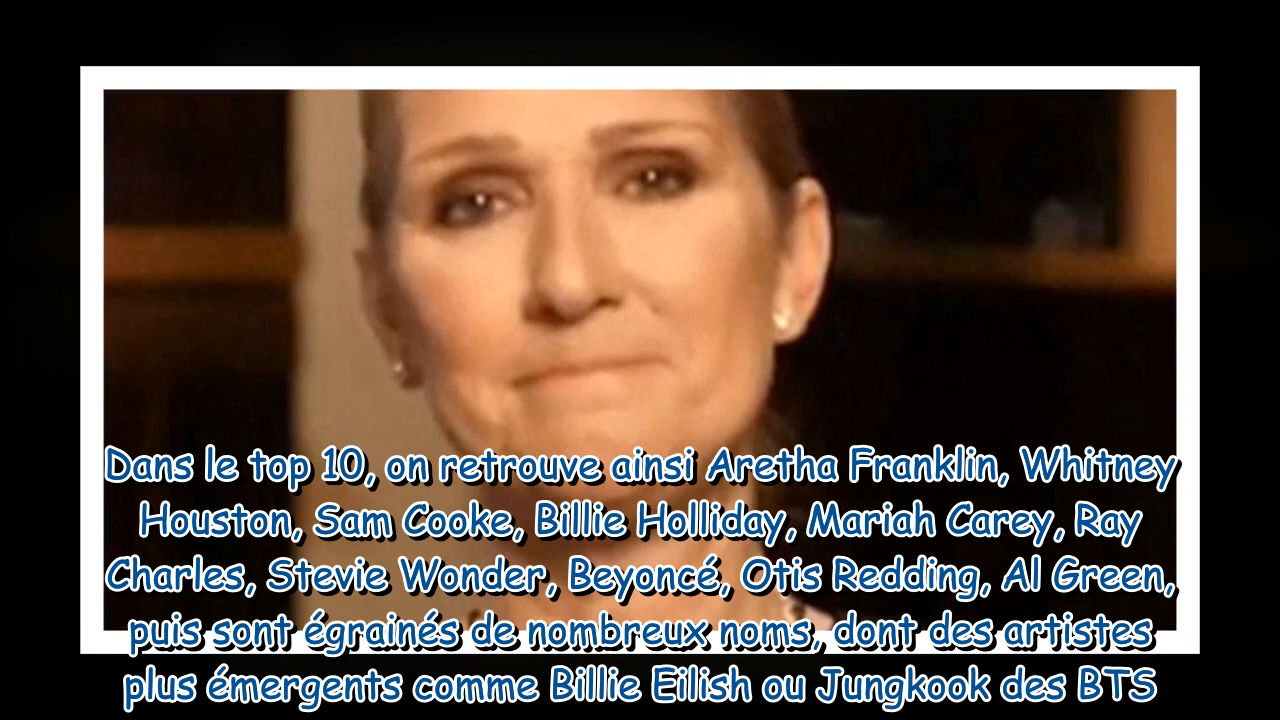 Dans le top 10, on retrouve ainsi Aretha Franklin, Whitney
Houston, Sam Cooke, Billie Holliday, Mariah Carey, Ray
Charles, Stevie Wonder, Beyoncé, Otis Redding, Al Green,
puis sont égrainés de nombreux noms, dont des artistes
plus émergents comme Billie Eilish ou Jungkook des BTS